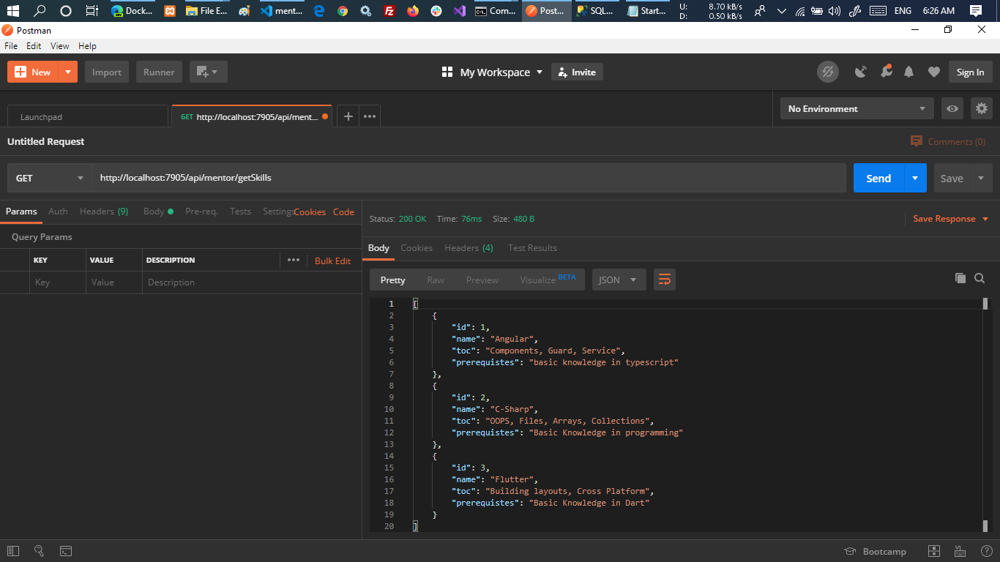 Dock...
File E...
ment...
Com...
Post...
SQL...
Start...
U: 8.70 kB/s
D: 0.50 kB/s
ENG
6:26 AM
Postman
File Edit View Help
New
Import
Runner
My Workspace
Invite
Sign In
Launchpad
GET http://localhost:7905/api/ment...
No Environment
Untitled Request
Comments (0)
GET
http://localhost:7905/api/mentor/getSkills
Send
Save
Params Auth Headers (9) Body Pre-req. Tests Settings Cookies Code
Query Params
KEY VALUE DESCRIPTION ••• Bulk Edit
Key Value Description
Status: 200 OK Time: 76ms Size: 480 B
Save Response
Body Cookies Headers (4) Test Results
Pretty Raw Preview Visualize BETA JSON
1 [
2 {
3 "id": 1,
4 "name": "Angular",
5 "toc": "Components, Guard, Service",
6 "prerequistes": "basic knowledge in typescript"
7 },
8 {
9 "id": 2,
10 "name": "C-Sharp",
11 "toc": "OOPS, Files, Arrays, Collections",
12 "prerequistes": "Basic Knowledge in programming"
13 },
14 {
15 "id": 3,
16 "name": "Flutter",
17 "toc": "Building layouts, Cross Platform",
18 "prerequistes": "Basic Knowledge in Dart"
19 }
20 ]
Bootcamp